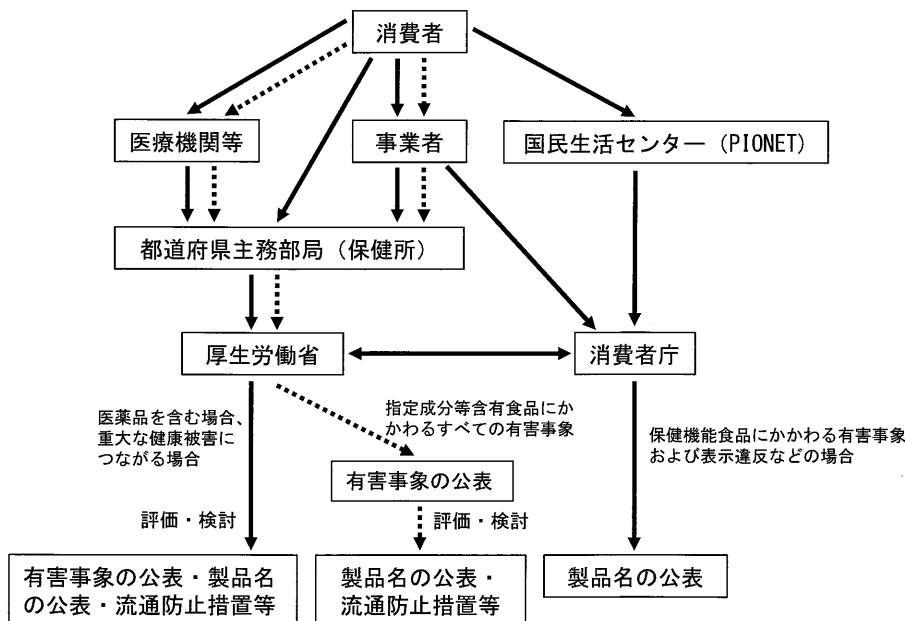 消費者
医療機関等
事業者
国民生活センター（PIONET）
都道府県主務部局（保健所）
厚生労働省
消費者庁
医薬品を含む場合、
重大な健康被害に
つながる場合
指定成分等含有食品にか
かわるすべての有害事象
保健機能食品にかかわる有害事象
および表示違反などの場合
有害事象の公表
評価・検討
評価・検討
有害事象の公表・製品名
の公表・流通防止措置等
製品名の公表・
流通防止措置等
製品名の公表